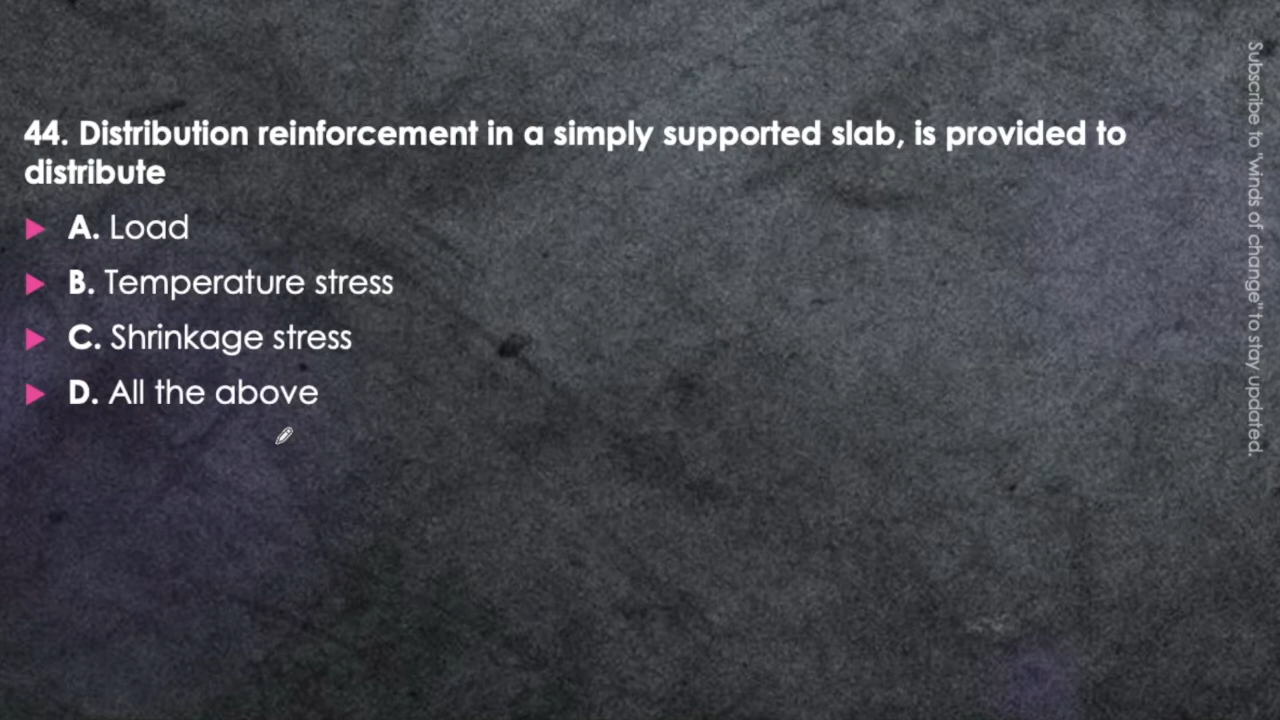 44. Distribution reinforcement in a simply supported slab, is provided to
distribute
A. Load
B. Temperature stress
C. Shrinkage stress
D. All the above
Subscribe to "winds of change" to stay updated.